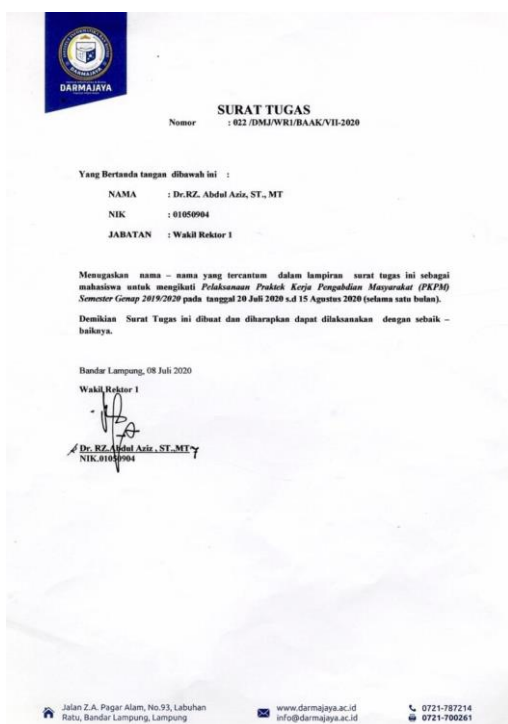 DARMAJAYA
SURAT TUGAS
Nomor : 022 /DMJ/WR1/BAAK/VII-2020
Yang Bertanda tangan dibawah ini :
NAMA : Dr.RZ. Abdul Aziz, ST., MT
NIK : 01050904
JABATAN : Wakil Rektor 1
Menugaskan nama – nama yang tercantum dalam lampiran surat tugas ini sebagai
mahasiswa untuk mengikuti Pelaksanaan Praktek Kerja Pengabdian Masyarakat (PKPM)
Semester Genap 2019/2020 pada tanggal 20 Juli 2020 s.d 15 Agustus 2020 (selama satu bulan).
Demikian Surat Tugas ini dibuat dan diharapkan dapat dilaksanakan dengan sebaik –
baiknya.
Bandar Lampung, 08 Juli 2020
Wakil Rektor 1
Dr. RZ.Abdul Aziz , ST.,MT
NIK.01050904
Jalan Z.A. Pagar Alam, No.93, Labuhan
Ratu, Bandar Lampung, Lampung
www.darmajaya.ac.id
info@darmajaya.ac.id
0721-787214
0721-700261